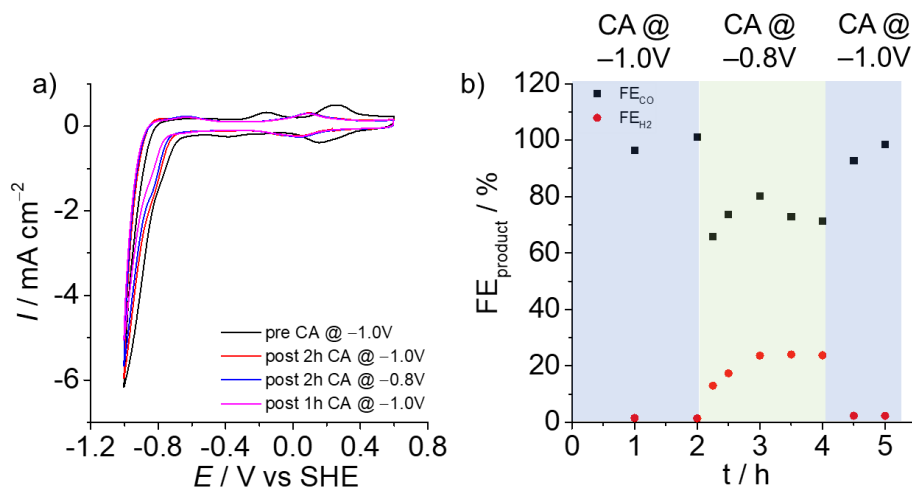 a)
I / mA cm⁻²
0
-2
-4
-6
-1.2 -0.8 -0.4 0.0 0.4 0.8
E / V vs SHE
pre CA @ −1.0V
post 2h CA @ −1.0V
post 2h CA @ −0.8V
post 1h CA @ −1.0V
CA @ CA @ CA @
–1.0V –0.8V –1.0V
b)
FEproduct / %
120
100
80
60
40
20
0
FECO
FEH2
0 1 2 3 4 5
t / h